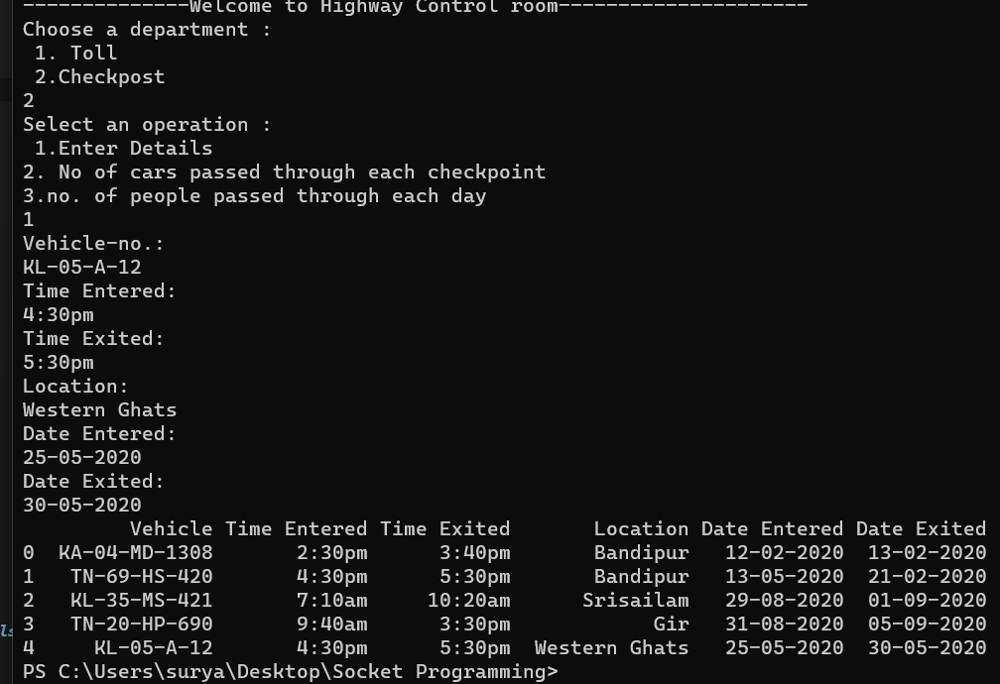 --------------Welcome to Highway Control room---------------------
Choose a department :
 1. Toll
 2.Checkpost
2
Select an operation :
 1.Enter Details
2. No of cars passed through each checkpoint
3.no. of people passed through each day
1
Vehicle-no.:
KL-05-A-12
Time Entered:
4:30pm
Time Exited:
5:30pm
Location:
Western Ghats
Date Entered:
25-05-2020
Date Exited:
30-05-2020
         Vehicle Time Entered Time Exited       Location Date Entered Date Exited
0  KA-04-MD-1308       2:30pm      3:40pm       Bandipur   12-02-2020  13-02-2020
1   TN-69-HS-420       4:30pm      5:30pm       Bandipur   13-05-2020  21-02-2020
2   KL-35-MS-421       7:10am     10:20am      Srisailam   29-08-2020  01-09-2020
3   TN-20-HP-690       9:40am      3:30pm            Gir   31-08-2020  05-09-2020
4     KL-05-A-12       4:30pm      5:30pm  Western Ghats   25-05-2020  30-05-2020
PS C:\Users\surya\Desktop\Socket Programming>